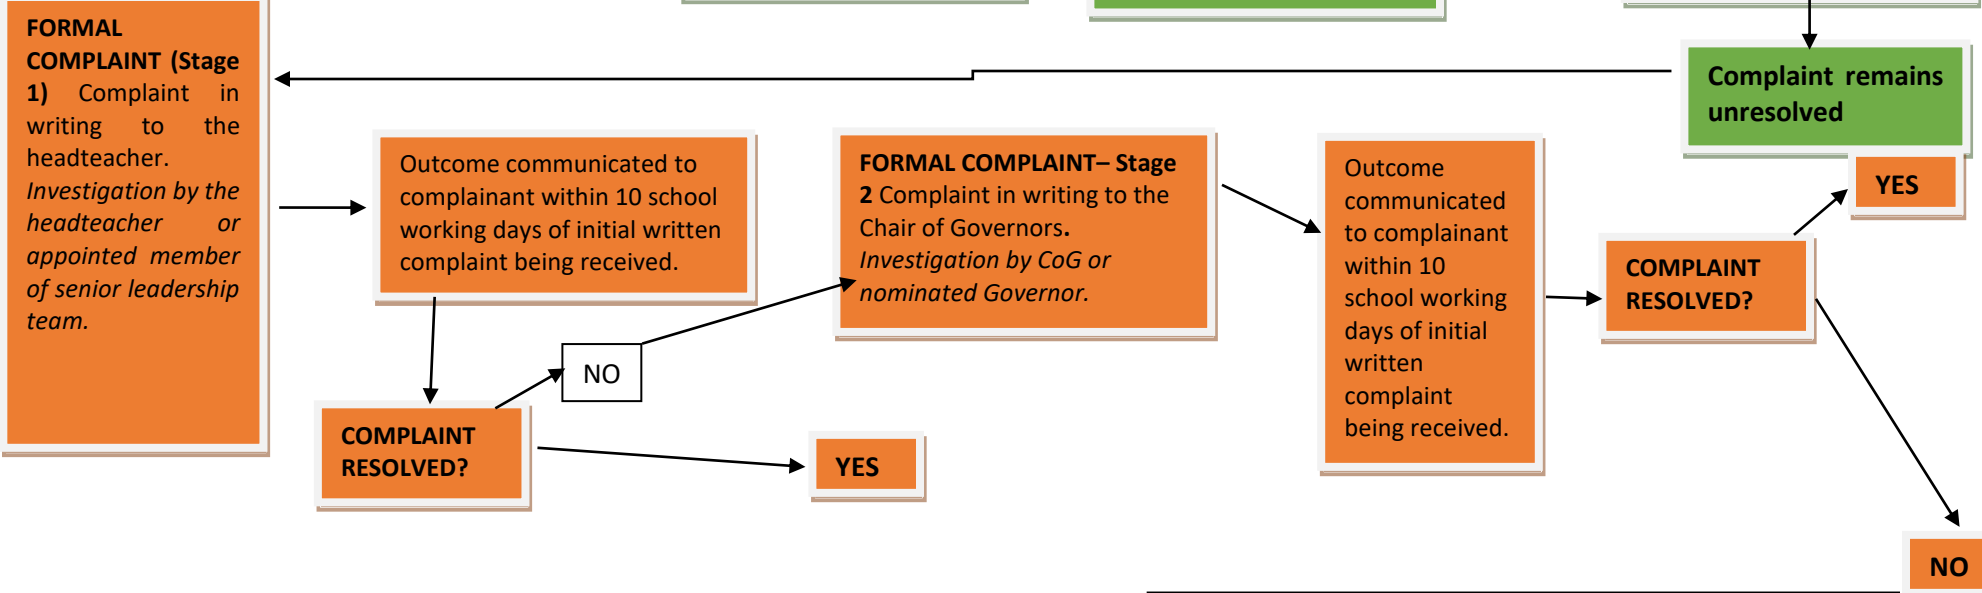 FORMAL
COMPLAINT (Stage
1) Complaint in
writing to the
headteacher.
Investigation by the
headteacher or
appointed member
of senior leadership
team.
Complaint remains
unresolved
Outcome communicated to
complainant within 10 school
working days of initial written
complaint being received.
COMPLAINT
RESOLVED?
NO
YES
FORMAL COMPLAINT– Stage
2 Complaint in writing to the
Chair of Governors.
Investigation by CoG or
nominated Governor.
Outcome
communicated
to complainant
within 10
school working
days of initial
written
complaint
being received.
COMPLAINT
RESOLVED?
YES
NO